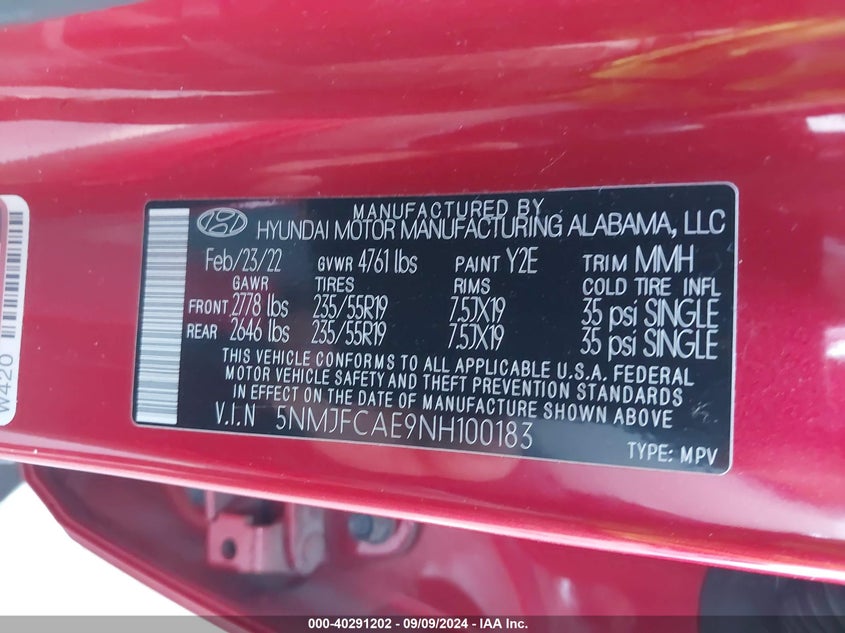 MANUFACTURED BY
HYUNDAI MOTOR MANUFACTURING ALABAMA, LLC
Feb/23/22 GVWR 4761 lbs PAINT Y2E TRIM MMH
GAWR TIRES RIMS COLD TIRE INFL
FRONT 2778 lbs 235/55R19 7.57X19 35 psi SINGLE
REAR 2646 lbs 235/55R19 7.57X19 35 psi SINGLE
THIS VEHICLE CONFORMS TO ALL APPLICABLE U.S.A. FEDERAL
MOTOR VEHICLE SAFETY AND THEFT PREVENTION STANDARDS
IN EFFECT ON THE DATE OF MANUFACTURE SHOWN ABOVE
V.I.N 5NMJFCAE9NH100183
TYPE: MPV
W420
000-40291202 - 09/09/2024 - IAA Inc.